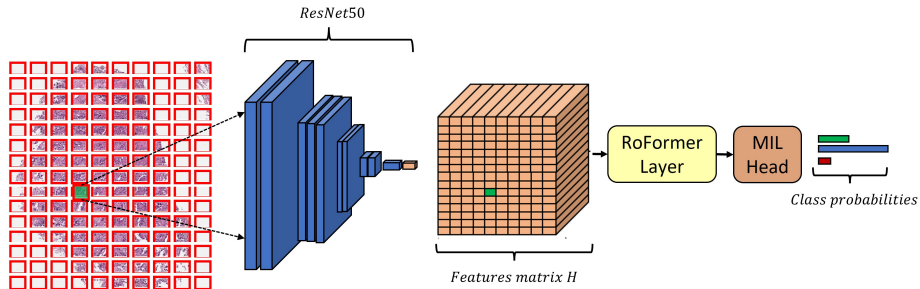 ResNet50
RoFormer
Layer
MIL
Head
Class probabilities
Features matrix H